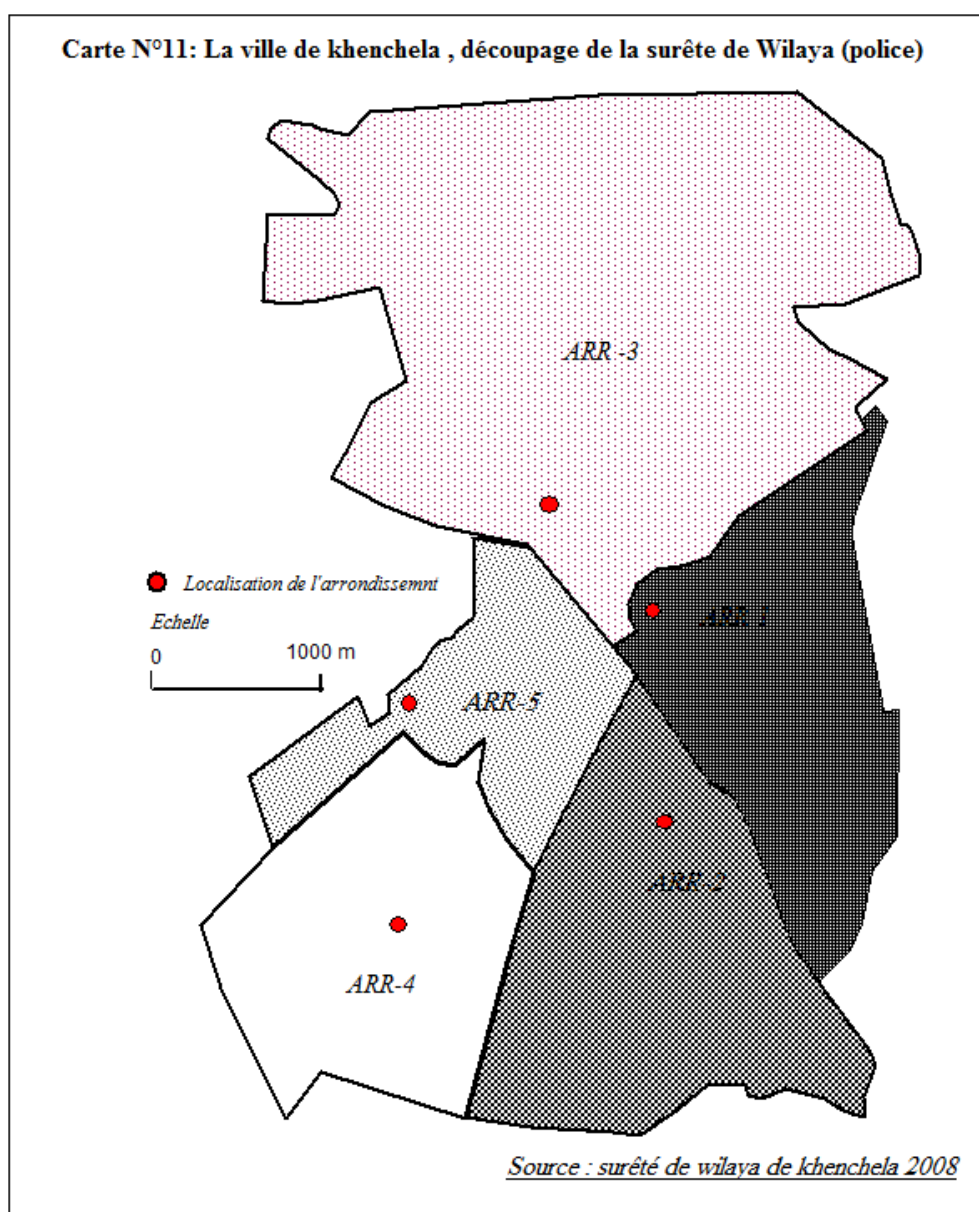 Carte N°11: La ville de khenchela , découpage de la surête de Wilaya (police)
ARR -3
Localisation de l'arrondissemnt
Echelle
0 1000 m
ARR 1
ARR-5
ARR-2
ARR-4
Source : surêté de wilaya de khenchela 2008